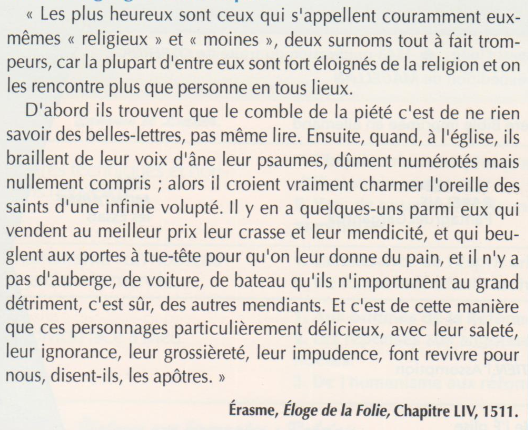 « Les plus heureux sont ceux qui s'appellent couramment eux-
mêmes « religieux » et « moines », deux surnoms tout à fait trom-
peurs, car la plupart d'entre eux sont fort éloignés de la religion et on
les rencontre plus que personne en tous lieux.
D'abord ils trouvent que le comble de la piété c'est de ne rien
savoir des belles-lettres, pas même lire. Ensuite, quand, à l'église, ils
braillent de leur voix d'âne leur psaumes, dûment numérotés mais
nullement compris ; alors il croient vraiment charmer l'oreille des
saints d'une infinie volupté. Il y en a quelques-uns parmi eux qui
vendent au meilleur prix leur crasse et leur mendicité, et qui beu-
glent aux portes à tue-tête pour qu'on leur donne du pain, et il n'y a
pas d'auberge, de voiture, de bateau qu'ils n'importunent au grand
détriment, c'est sûr, des autres mendiants. Et c'est de cette manière
que ces personnages particulièrement délicieux, avec leur saleté,
leur ignorance, leur grossièreté, leur impudence, font revivre pour
nous, disent-ils, les apôtres. »
Érasme, Éloge de la Folie, Chapitre LIV, 1511.